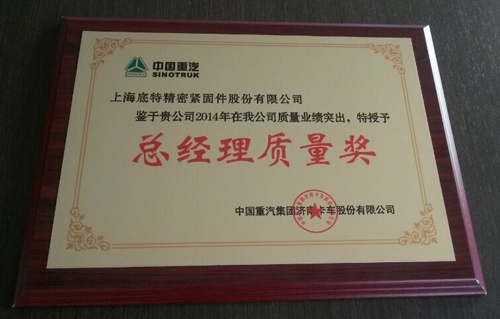 中国重汽
SINOTRUK
上海底特精密紧固件股份有限公司
鉴于贵公司2014年在我公司质量业绩突出，特授予
总经理质量奖
中国重汽集团济南卡车股份有限公司